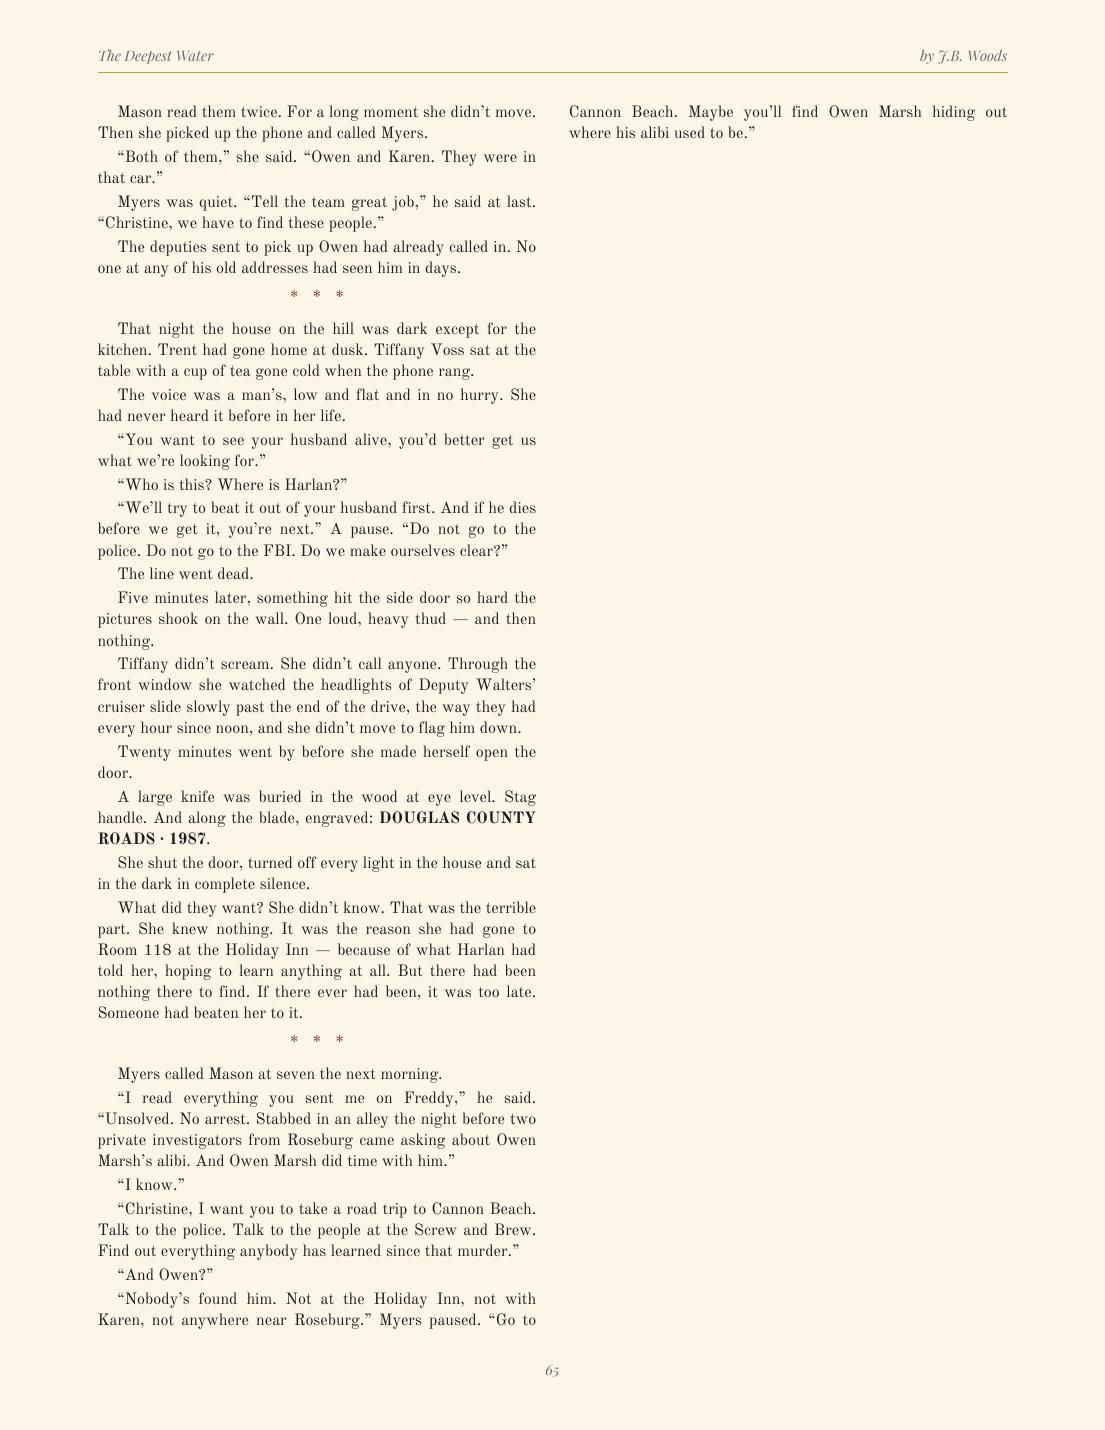 The Deepest Water
by J.B. Woods
Mason read them twice. For a long moment she didn’t move.
Then she picked up the phone and called Myers.
“Both of them,” she said. “Owen and Karen. They were in
that car.”
Myers was quiet. “Tell the team great job,” he said at last.
“Christine, we have to find these people.”
The deputies sent to pick up Owen had already called in. No
one at any of his old addresses had seen him in days.
* * *
That night the house on the hill was dark except for the
kitchen. Trent had gone home at dusk. Tiffany Voss sat at the
table with a cup of tea gone cold when the phone rang.
The voice was a man’s, low and flat and in no hurry. She
had never heard it before in her life.
“You want to see your husband alive, you’d better get us
what we’re looking for.”
“Who is this? Where is Harlan?”
“We’ll try to beat it out of your husband first. And if he dies
before we get it, you’re next.” A pause. “Do not go to the
police. Do not go to the FBI. Do we make ourselves clear?”
The line went dead.
Five minutes later, something hit the side door so hard the
pictures shook on the wall. One loud, heavy thud — and then
nothing.
Tiffany didn’t scream. She didn’t call anyone. Through the
front window she watched the headlights of Deputy Walters’
cruiser slide slowly past the end of the drive, the way they had
every hour since noon, and she didn’t move to flag him down.
Twenty minutes went by before she made herself open the
door.
A large knife was buried in the wood at eye level. Stag
handle. And along the blade, engraved: DOUGLAS COUNTY
ROADS · 1987.
She shut the door, turned off every light in the house and sat
in the dark in complete silence.
What did they want? She didn’t know. That was the terrible
part. She knew nothing. It was the reason she had gone to
Room 118 at the Holiday Inn — because of what Harlan had
told her, hoping to learn anything at all. But there had been
nothing there to find. If there ever had been, it was too late.
Someone had beaten her to it.
* * *
Myers called Mason at seven the next morning.
“I read everything you sent me on Freddy,” he said.
“Unsolved. No arrest. Stabbed in an alley the night before two
private investigators from Roseburg came asking about Owen
Marsh’s alibi. And Owen Marsh did time with him.”
“I know.”
“Christine, I want you to take a road trip to Cannon Beach.
Talk to the police. Talk to the people at the Screw and Brew.
Find out everything anybody has learned since that murder.”
“And Owen?”
“Nobody’s found him. Not at the Holiday Inn, not with
Karen, not anywhere near Roseburg.” Myers paused. “Go to
Cannon Beach. Maybe you’ll find Owen Marsh hiding out
where his alibi used to be.”
65